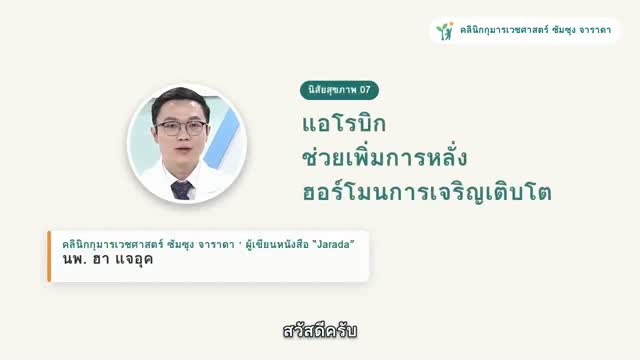 คลินิกกุมารเวชศาสตร์ ซัมซุง จาราดา
นิสัยสุขภาพ 07
แอโรบิก
ช่วยเพิ่มการหลั่ง
ฮอร์โมนการเจริญเติบโต
คลินิกกุมารเวชศาสตร์ ซัมซุง จาราดา · ผู้เขียนหนังสือ "Jarada"
นพ. ฮา แจอุค
สวัสดีครับ